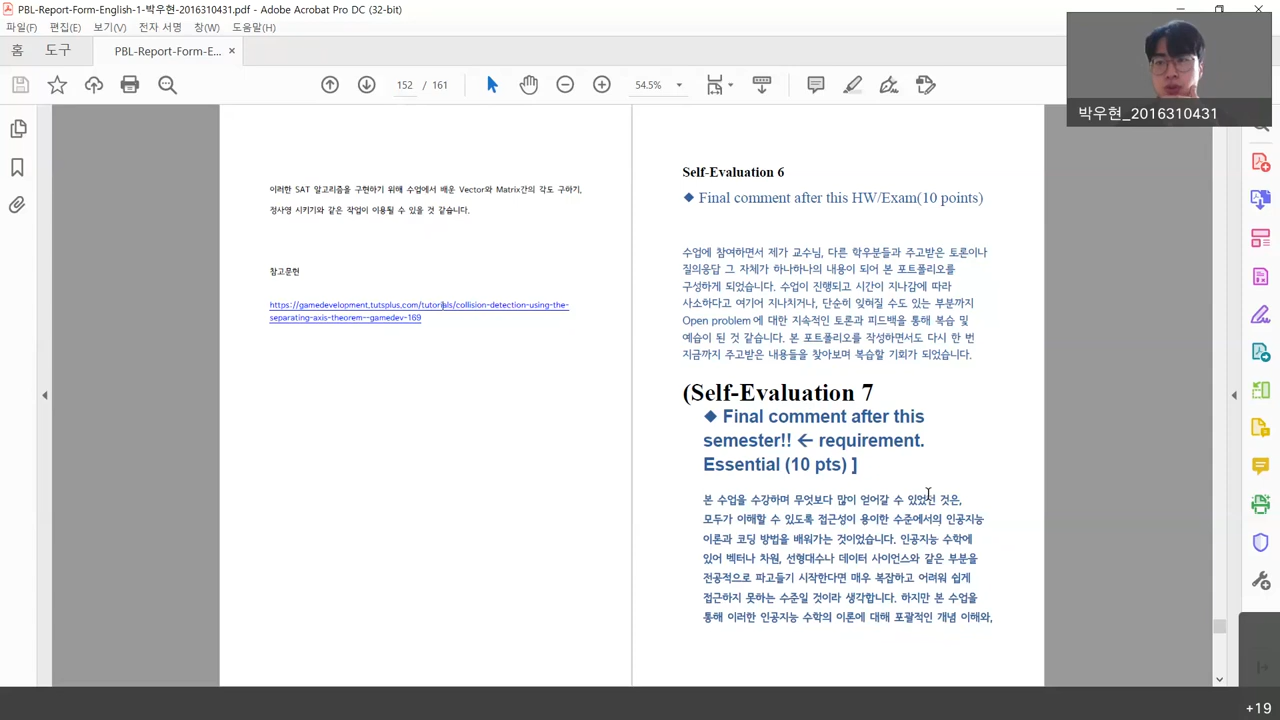 PBL-Report-Form-English-1-박우현-2016310431.pdf - Adobe Acrobat Pro DC (32-bit)
파일(F) 편집(E) 보기(V) 전자 서명 창(W) 도움말(H)
홈 도구 PBL-Report-Form-E... ×
152 / 161 54.5%
박우현_2016310431
이러한 SAT 알고리즘을 구현하기 위해 수업에서 배운 Vector와 Matrix간의 각도 구하기,
정사영 시키기와 같은 작업이 이용될 수 있을 것 같습니다.
참고문헌
https://gamedevelopment.tutsplus.com/tutorials/collision-detection-using-the-
separating-axis-theorem--gamedev-169
Self-Evaluation 6
◆ Final comment after this HW/Exam(10 points)
수업에 참여하면서 제가 교수님, 다른 학우분들과 주고받은 토론이나
질의응답 그 자체가 하나하나의 내용이 되어 본 포트폴리오를
구성하게 되었습니다. 수업이 진행되고 시간이 지나감에 따라
사소하다고 여기어 지나치거나, 단순히 잊혀질 수도 있는 부분까지
Open problem에 대한 지속적인 토론과 피드백을 통해 복습 및
예습이 된 것 같습니다. 본 포트폴리오를 작성하면서도 다시 한 번
지금까지 주고받은 내용들을 찾아보며 복습할 기회가 되었습니다.
(Self-Evaluation 7
◆ Final comment after this
semester!! ← requirement.
Essential (10 pts) ]
본 수업을 수강하며 무엇보다 많이 얻어갈 수 있었던 것은,
모두가 이해할 수 있도록 접근성이 용이한 수준에서의 인공지능
이론과 코딩 방법을 배워가는 것이었습니다. 인공지능 수학에
있어 벡터나 차원, 선형대수나 데이터 사이언스와 같은 부분을
전공적으로 파고들기 시작한다면 매우 복잡하고 어려워 쉽게
접근하지 못하는 수준일 것이라 생각합니다. 하지만 본 수업을
통해 이러한 인공지능 수학의 이론에 대해 포괄적인 개념 이해와,
+19